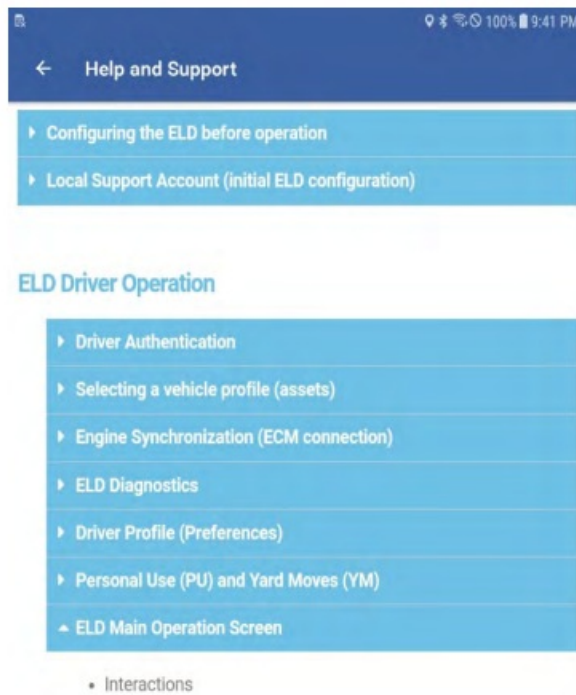 100% 9:41 PM
Help and Support
Configuring the ELD before operation
Local Support Account (initial ELD configuration)
ELD Driver Operation
Driver Authentication
Selecting a vehicle profile (assets)
Engine Synchronization (ECM connection)
ELD Diagnostics
Driver Profile (Preferences)
Personal Use (PU) and Yard Moves (YM)
ELD Main Operation Screen
• Interactions